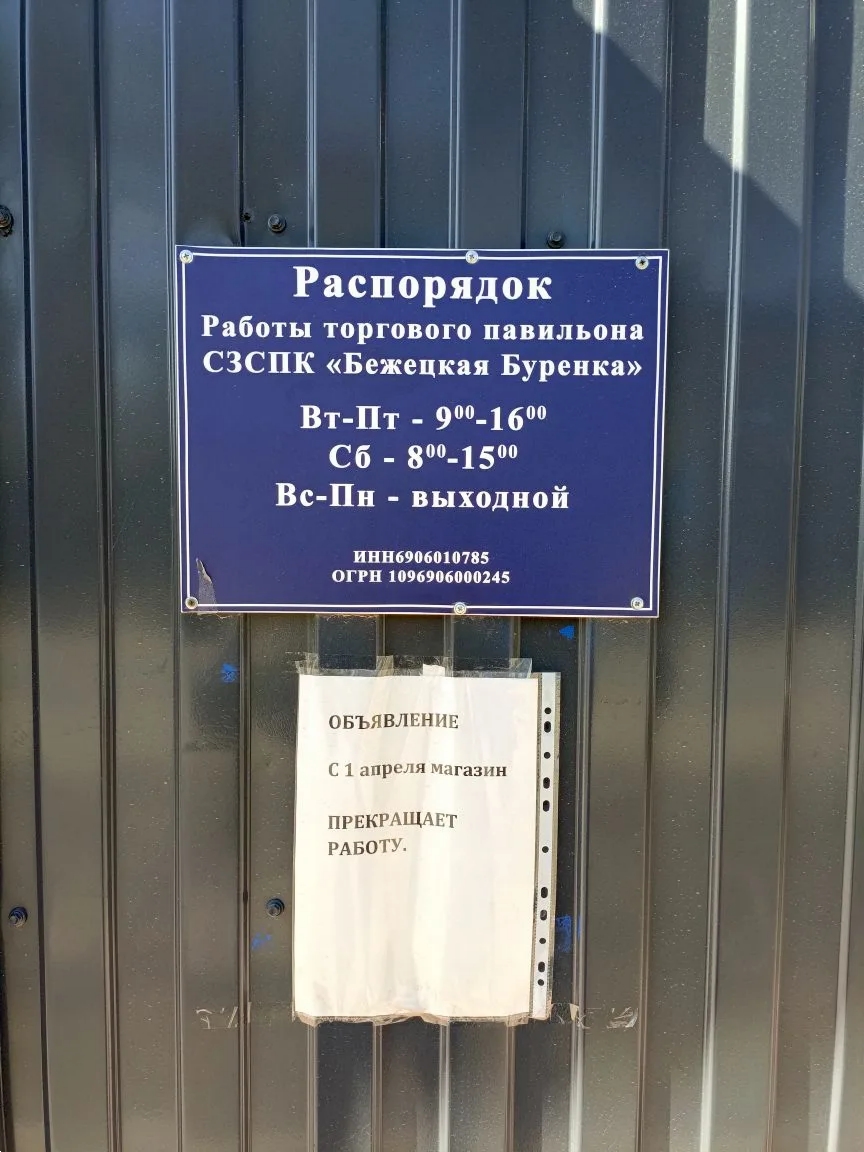 Распорядок
Работы торгового павильона
СЗСПК «Бежецкая Буренка»
Вт-Пт - 9⁰⁰-16⁰⁰
Сб - 8⁰⁰-15⁰⁰
Вс-Пн - выходной
ИНН6906010785
ОГРН 1096906000245
ОБЪЯВЛЕНИЕ
С 1 апреля магазин
ПРЕКРАЩАЕТ
РАБОТУ.